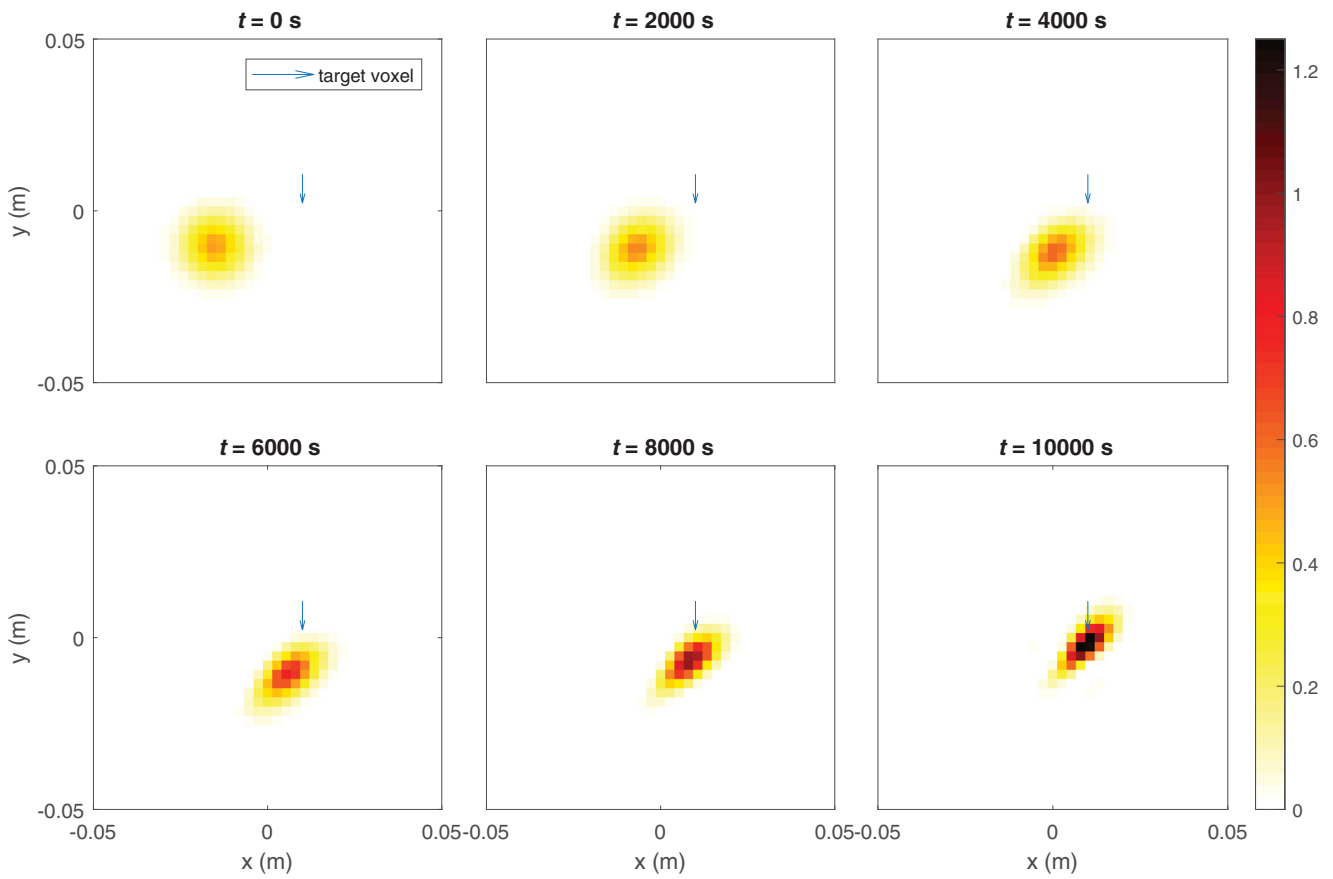 t = 0 s
t = 2000 s
t = 4000 s
0.05
target voxel
1.2
y (m)
0
1
-0.05
0.8
t = 6000 s
t = 8000 s
t = 10000 s
0.6
0.05
0.4
y (m)
0
0.2
-0.05
0
-0.05
0
0.05
-0.05
0
0.05
-0.05
0
0.05
x (m)
x (m)
x (m)